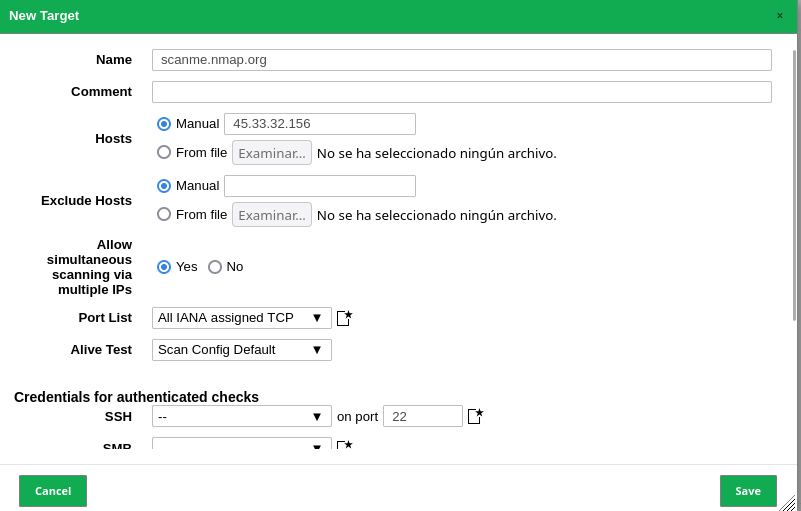 New Target ×
Name scanme.nmap.org
Comment
Hosts Manual 45.33.32.156
From file Examinar... No se ha seleccionado ningún archivo.
Exclude Hosts Manual
From file Examinar... No se ha seleccionado ningún archivo.
Allow
simultaneous
scanning via
multiple IPs
Yes No
Port List All IANA assigned TCP ▼
Alive Test Scan Config Default ▼
Credentials for authenticated checks
SSH -- ▼ on port 22
SMB
Cancel Save